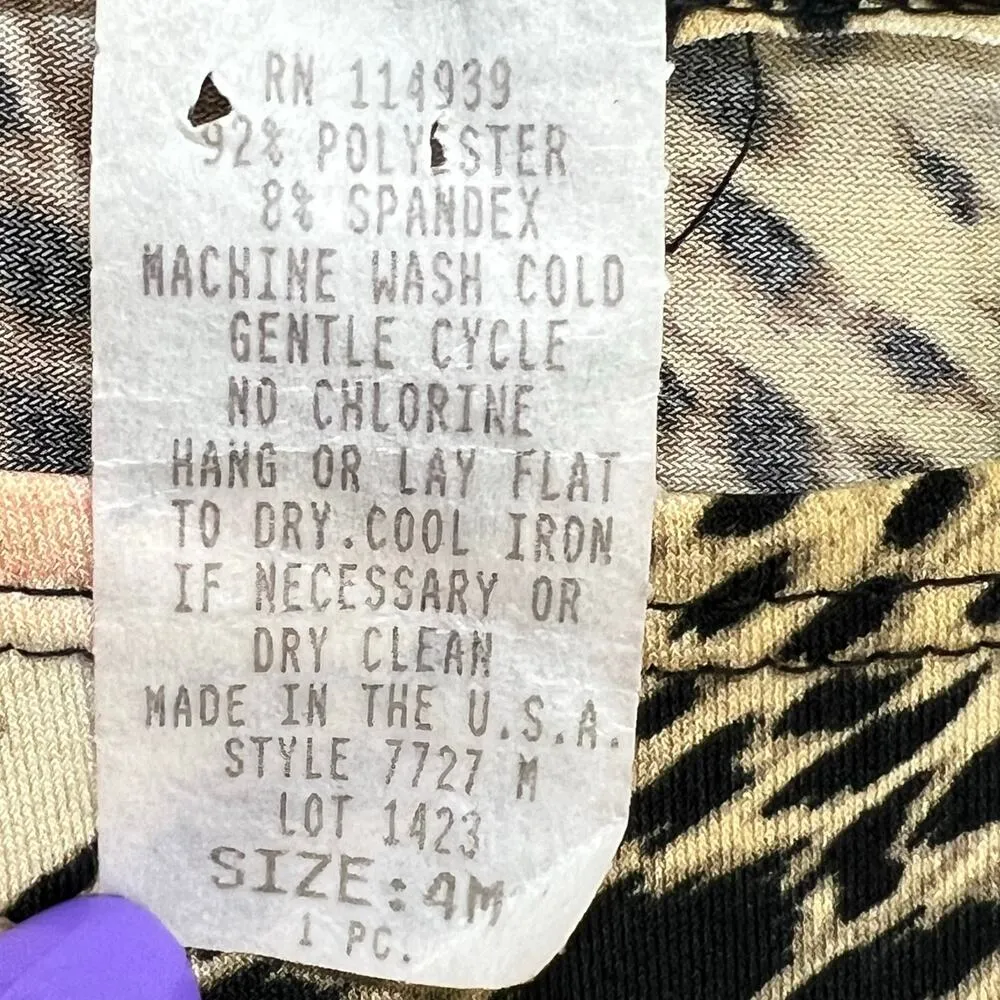 RN 114939
92% POLYESTER
8% SPANDEX
MACHINE WASH COLD
GENTLE CYCLE
NO CHLORINE
HANG OR LAY FLAT
TO DRY.COOL IRON
IF NECESSARY OR
DRY CLEAN
MADE IN THE U.S.A.
STYLE 7727 M
LOT 1423
SIZE:4M
1 PC.